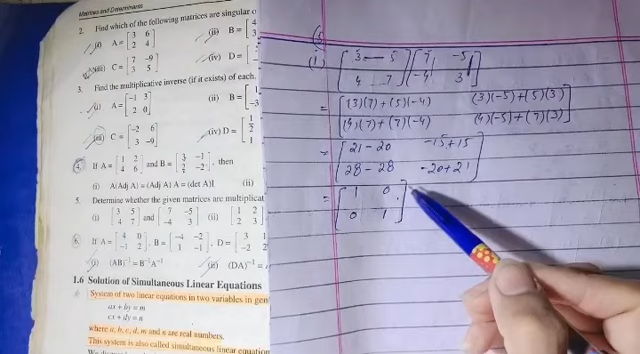 Matrices and Determinants
2. Find which of the following matrices are singular o
(i) A = [3 6 (ii) B = [4
2 4] 3
(iii) C = [7 -9 (iv) D = [
3 5]
3. Find the multiplicative inverse (if it exists) of each.
(i) A = [-1 3 (ii) B = [1
2 0] -3
(iii) C = [-2 6 (iv) D = [1/2
3 -9] 1
4. If A = [1 2 and B = [3 -1 , then
4 6] 2 -2]
(i) A(Adj A) = (Adj A) A = (det A)I (ii)
5. Determine whether the given matrices are multiplicat
(i) [3 5 and [7 -5 (ii) [1 2
4 7] -4 3] 2 3]
6. If A = [4 0 , B = [-4 -2 , D = [3 1
-1 2] 1 -1] -2 2
(i) (AB)⁻¹ = B⁻¹A⁻¹ (ii) (DA)⁻¹ =
1.6 Solution of Simultaneous Linear Equations
System of two linear equations in two variables in gen
ax + by = m
cx + dy = n
where a, b, c, d, m and n are real numbers.
This system is also called simultaneous linear equation
(i) [3 5 [7 -5
4 7] -4 3]
= [(3)(7)+(5)(-4) (3)(-5)+(5)(3)
(4)(7)+(7)(-4) (4)(-5)+(7)(3)]
= [21-20 -15+15
28-28 -20+21]
= [1 0
0 1]